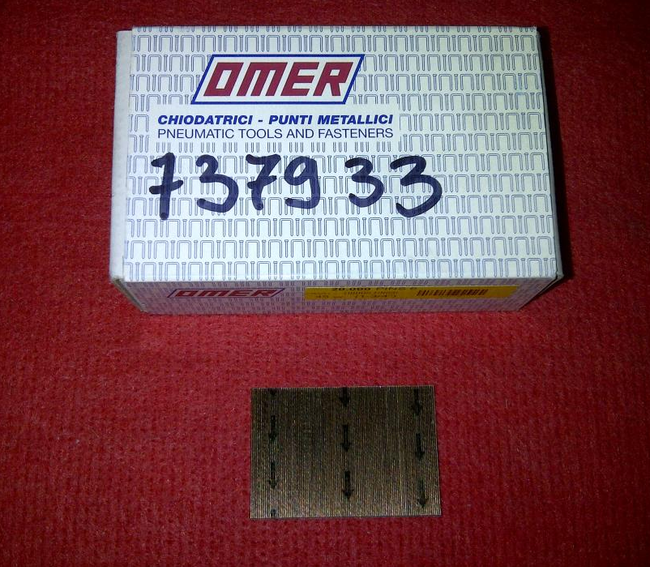 OMER
CHIODATRICI - PUNTI METALLICI
PNEUMATIC TOOLS AND FASTENERS
737933
OMER